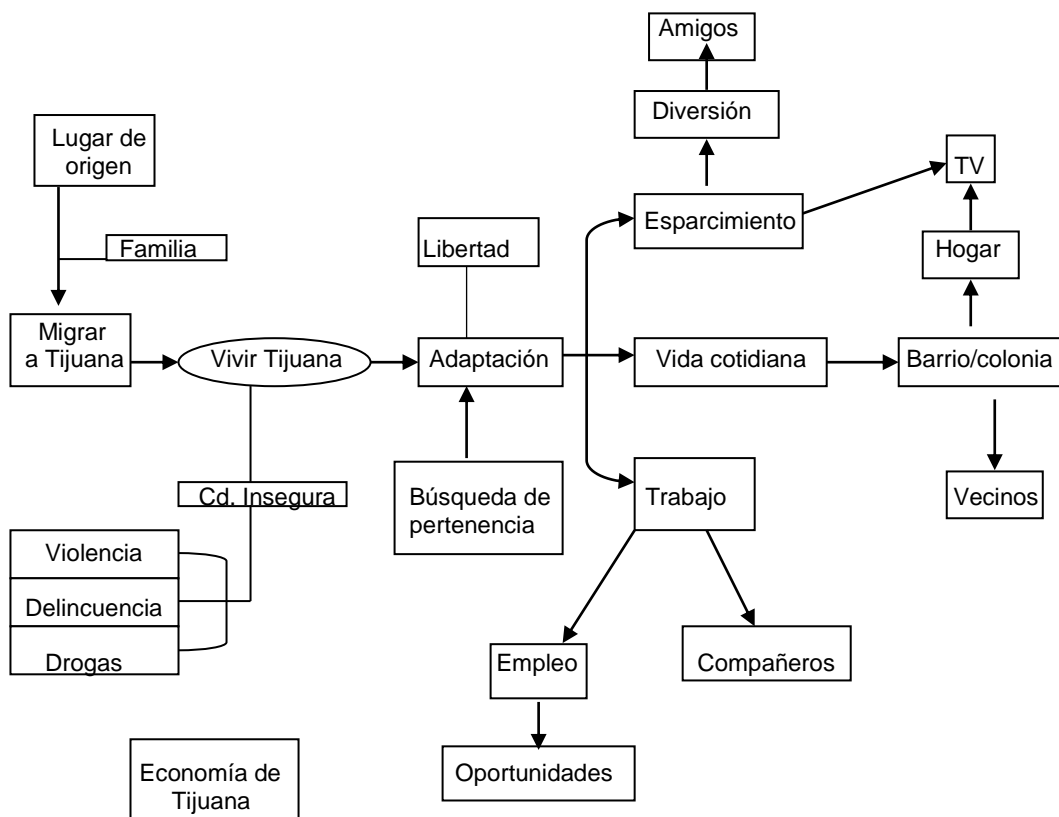 Amigos
Diversión
Lugar de
origen
TV
Esparcimiento
Familia
Libertad
Hogar
Migrar
a Tijuana
Vivir Tijuana
Adaptación
Vida cotidiana
Barrio/colonia
Cd. Insegura
Búsqueda de
pertenencia
Trabajo
Vecinos
Violencia
Delincuencia
Drogas
Empleo
Compañeros
Economía de
Tijuana
Oportunidades